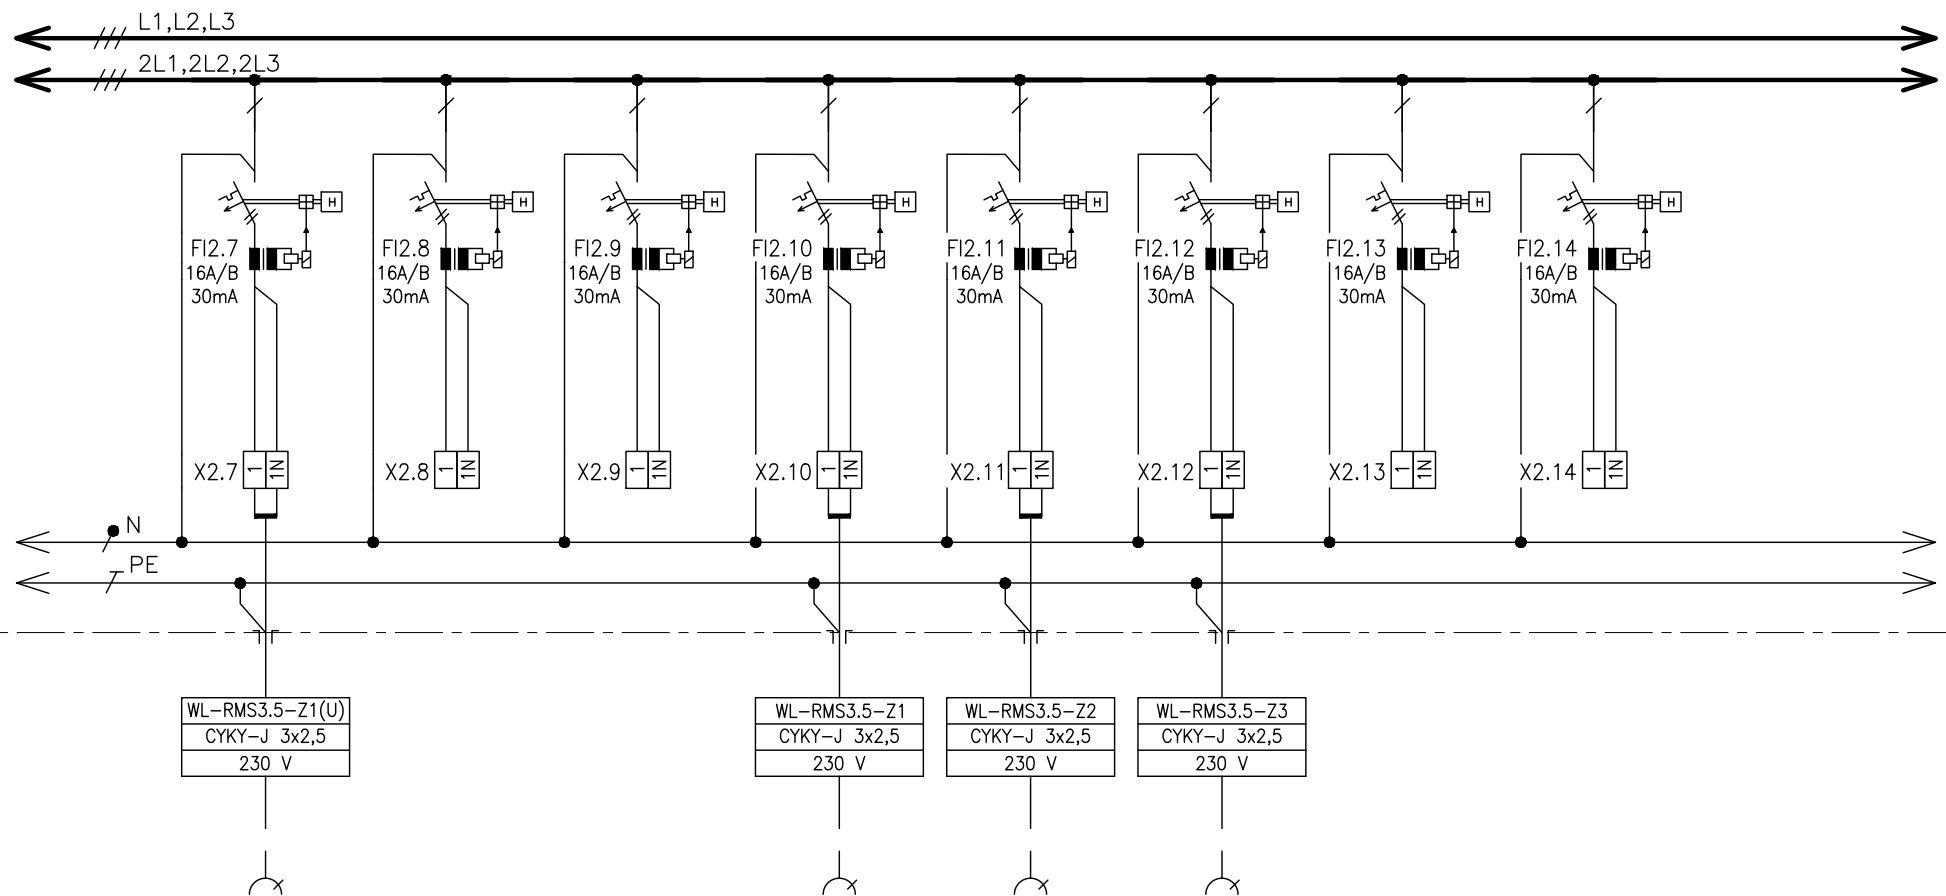 L1,L2,L3
2L1,2L2,2L3
H H H H H H H H
FI2.7 FI2.8 FI2.9 FI2.10 FI2.11 FI2.12 FI2.13 FI2.14
16A/B 16A/B 16A/B 16A/B 16A/B 16A/B 16A/B 16A/B
30mA 30mA 30mA 30mA 30mA 30mA 30mA 30mA
X2.7 1 1N X2.8 1 1N X2.9 1 1N X2.10 1 1N X2.11 1 1N X2.12 1 1N X2.13 1 1N X2.14 1 1N
N
PE
WL-RMS3.5-Z1(U) WL-RMS3.5-Z1 WL-RMS3.5-Z2 WL-RMS3.5-Z3
CYKY-J 3x2,5 CYKY-J 3x2,5 CYKY-J 3x2,5 CYKY-J 3x2,5
230 V 230 V 230 V 230 V